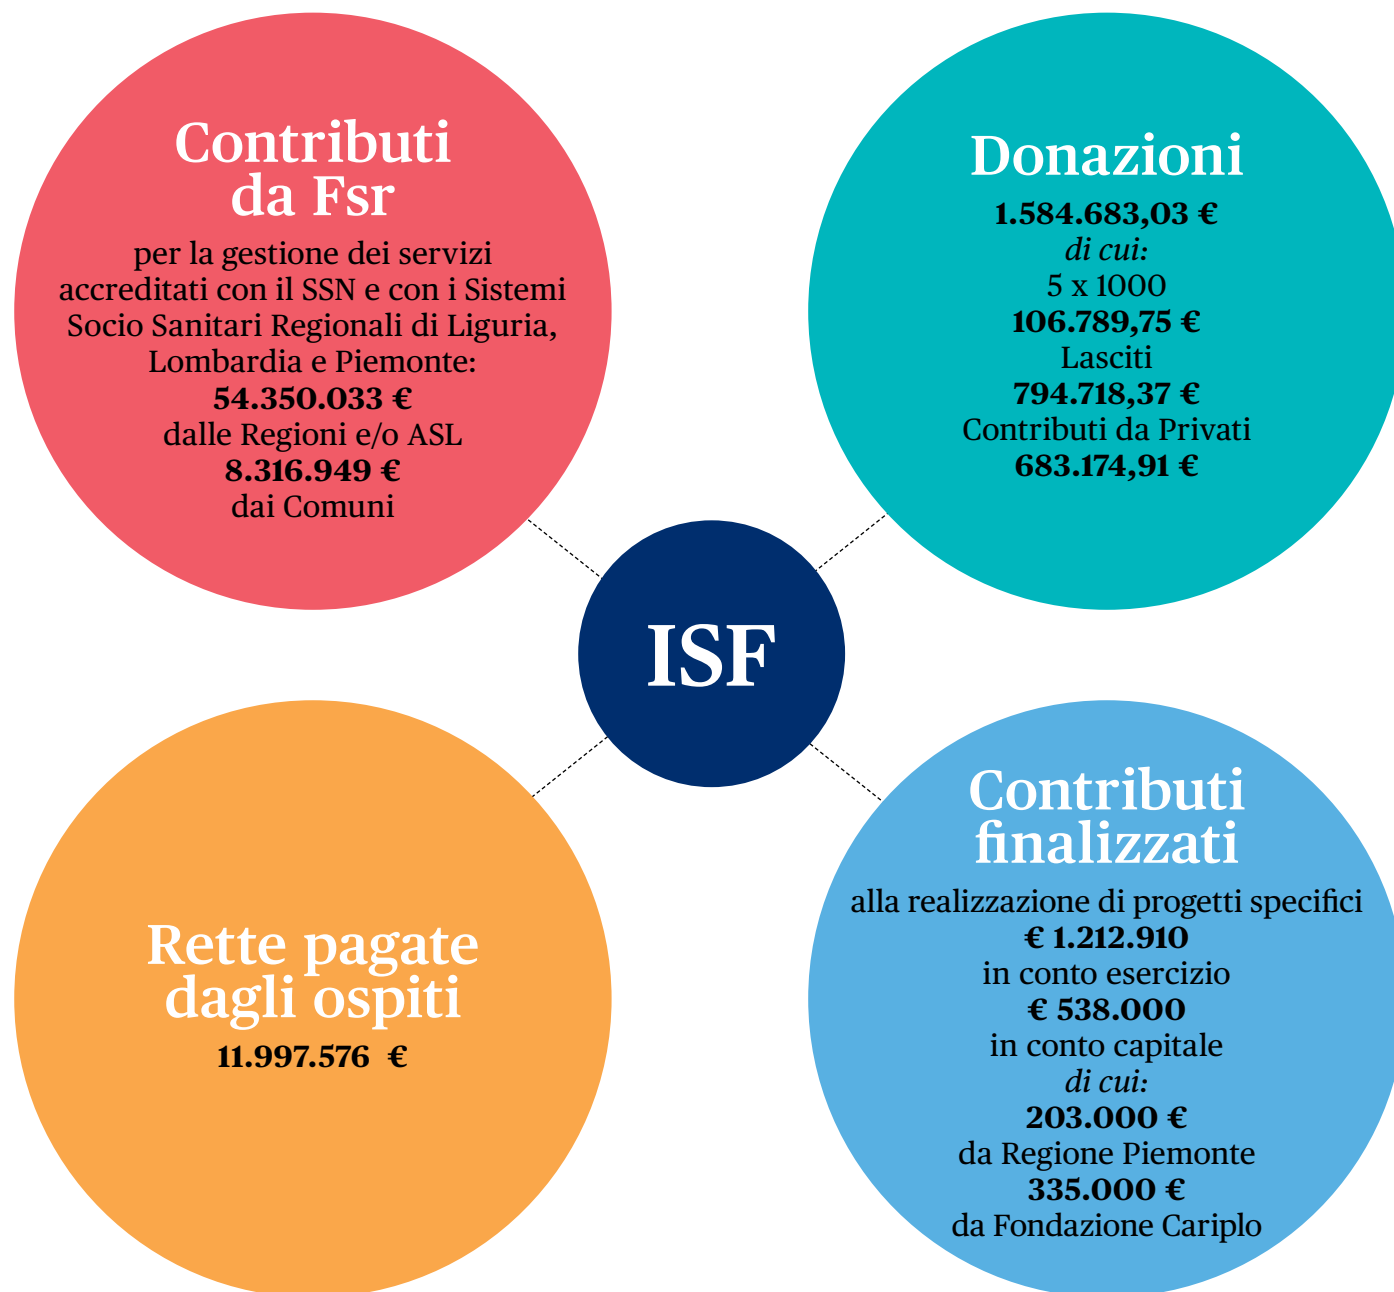 Contributi
da Fsr
per la gestione dei servizi
accreditati con il SSN e con i Sistemi
Socio Sanitari Regionali di Liguria,
Lombardia e Piemonte:
54.350.033 €
dalle Regioni e/o ASL
8.316.949 €
dai Comuni
Donazioni
1.584.683,03 €
di cui:
5 x 1000
106.789,75 €
Lasciti
794.718,37 €
Contributi da Privati
683.174,91 €
ISF
Rette pagate
dagli ospiti
11.997.576 €
Contributi
finalizzati
alla realizzazione di progetti specifici
€ 1.212.910
in conto esercizio
€ 538.000
in conto capitale
di cui:
203.000 €
da Regione Piemonte
335.000 €
da Fondazione Cariplo